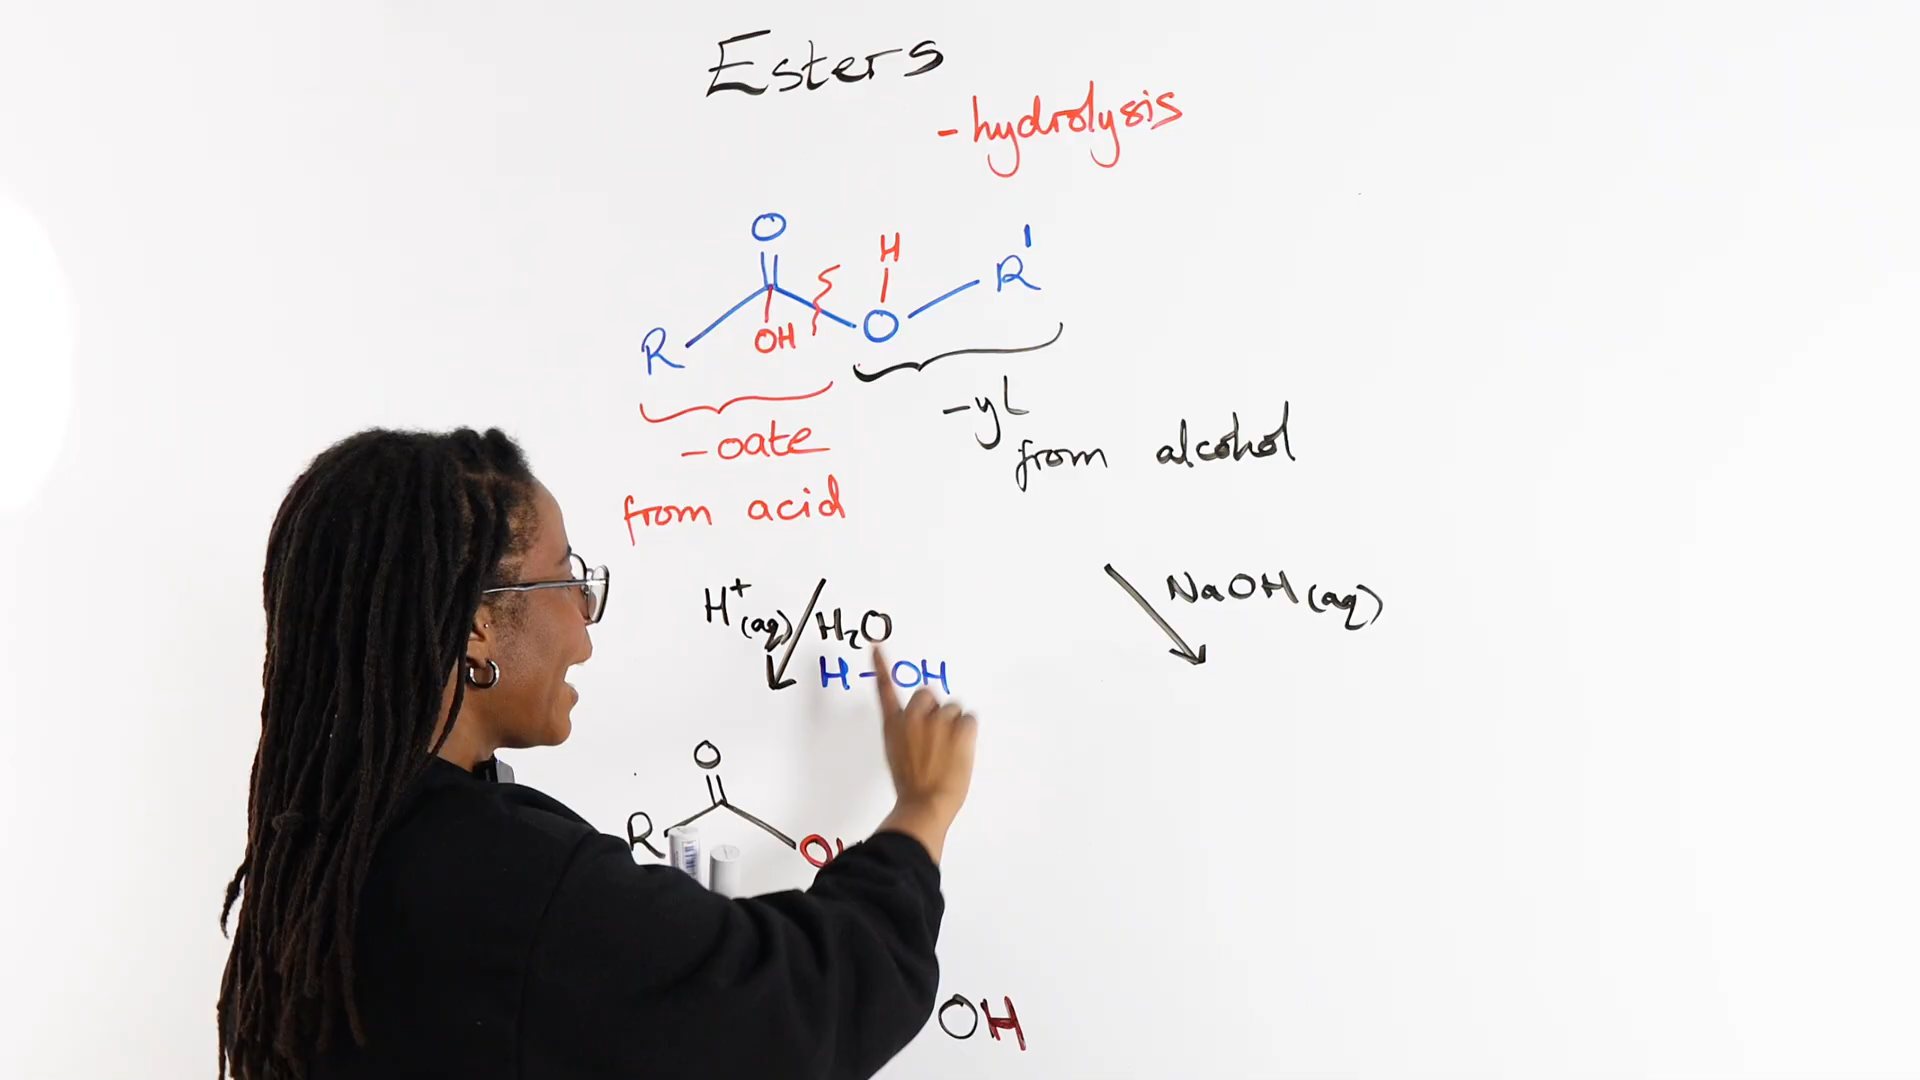 Esters
- hydrolysis
O
H
R'
R
OH
O
- oate
- yl
from acid
from alcohol
H⁺(aq) / H₂O
H - OH
NaOH (aq)
O
R
O
OH